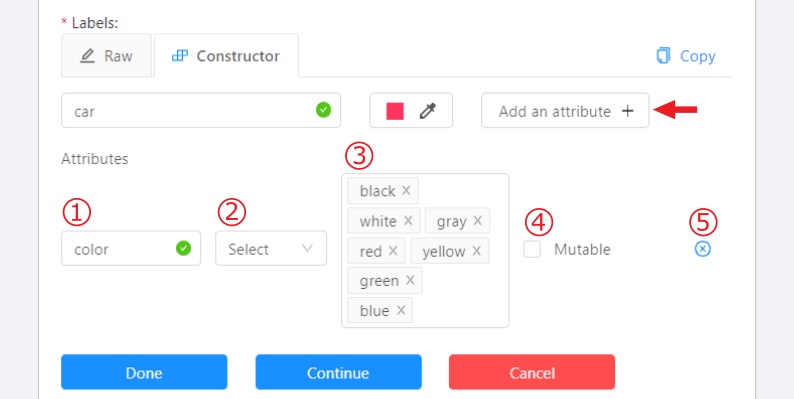 * Labels:
Raw Constructor Copy
car Add an attribute +
Attributes
① ② ③ ④ ⑤
color Select Mutable
black X
white X gray X
red X yellow X
green X
blue X
Done Continue Cancel